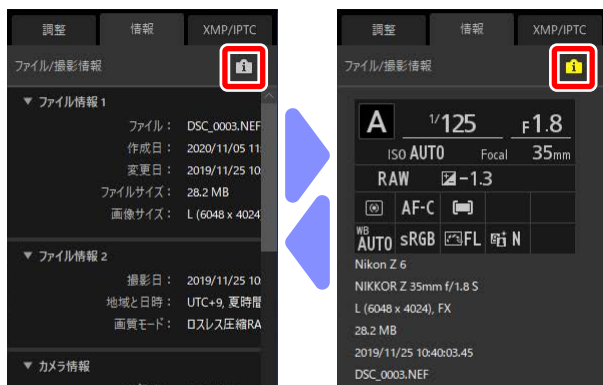 調整 情報 XMP/IPTC
ファイル/撮影情報
▼ ファイル情報 1
ファイル： DSC_0003.NEF
作成日： 2020/11/05 11:
変更日： 2019/11/25 10:
ファイルサイズ： 28.2 MB
画像サイズ： L (6048 x 4024)
▼ ファイル情報 2
撮影日： 2019/11/25 10:
地域と日時： UTC+9, 夏時間
画質モード： ロスレス圧縮RA
▼ カメラ情報
調整 情報 XMP/IPTC
ファイル/撮影情報
A 1/125 F1.8
ISO AUTO Focal 35mm
RAW -1.3
AF-C
WB AUTO sRGB FL N
Nikon Z 6
NIKKOR Z 35mm f/1.8 S
L (6048 x 4024), FX
28.2 MB
2019/11/25 10:40:03.45
DSC_0003.NEF